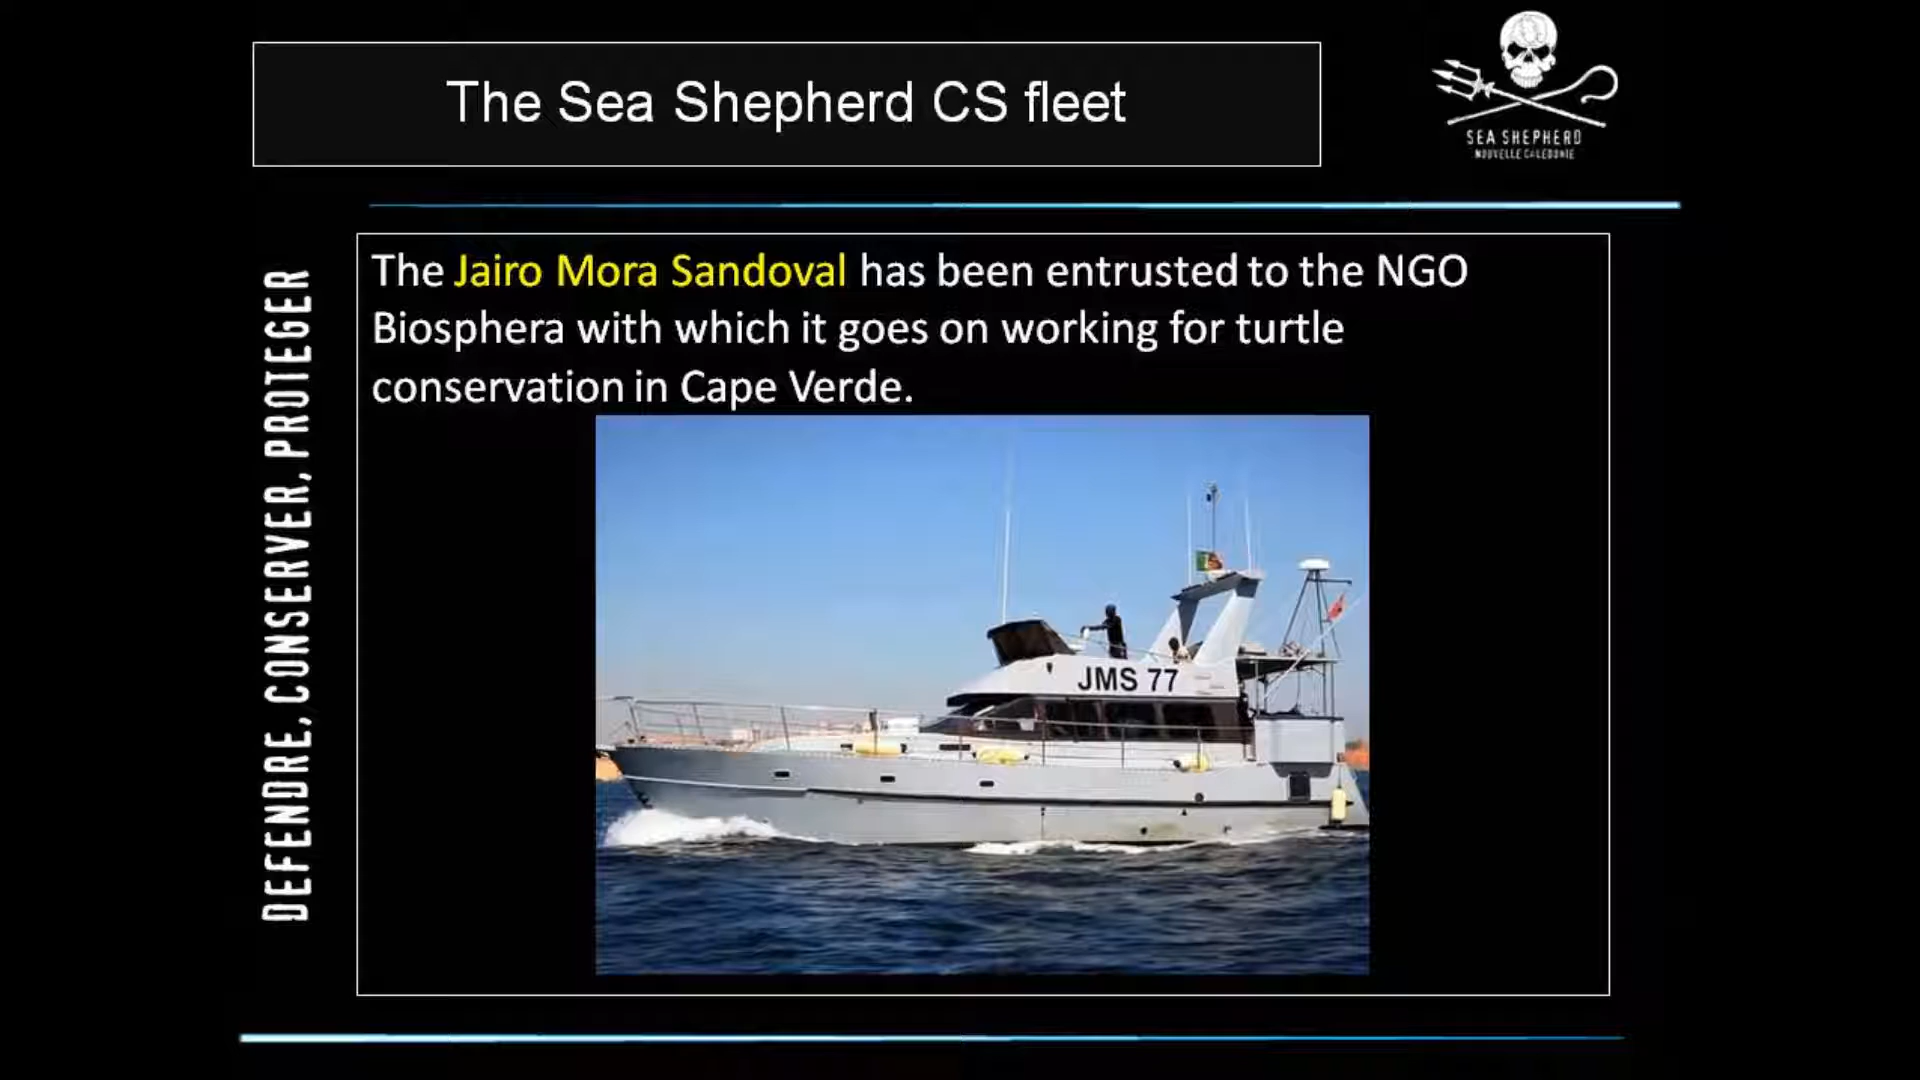 The Sea Shepherd CS fleet
SEA SHEPHERD
NOUVELLE CALEDONIE
DEFENDRE, CONSERVER, PROTEGER
The Jairo Mora Sandoval has been entrusted to the NGO
Biosphera with which it goes on working for turtle
conservation in Cape Verde.
JMS 77